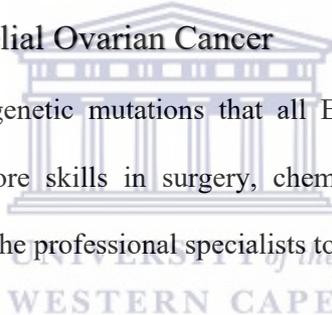 lial Ovarian Cancer
genetic mutations that all E
ore skills in surgery, chem
he professional specialists to
UNIVERSITY of the
WESTERN CAPE